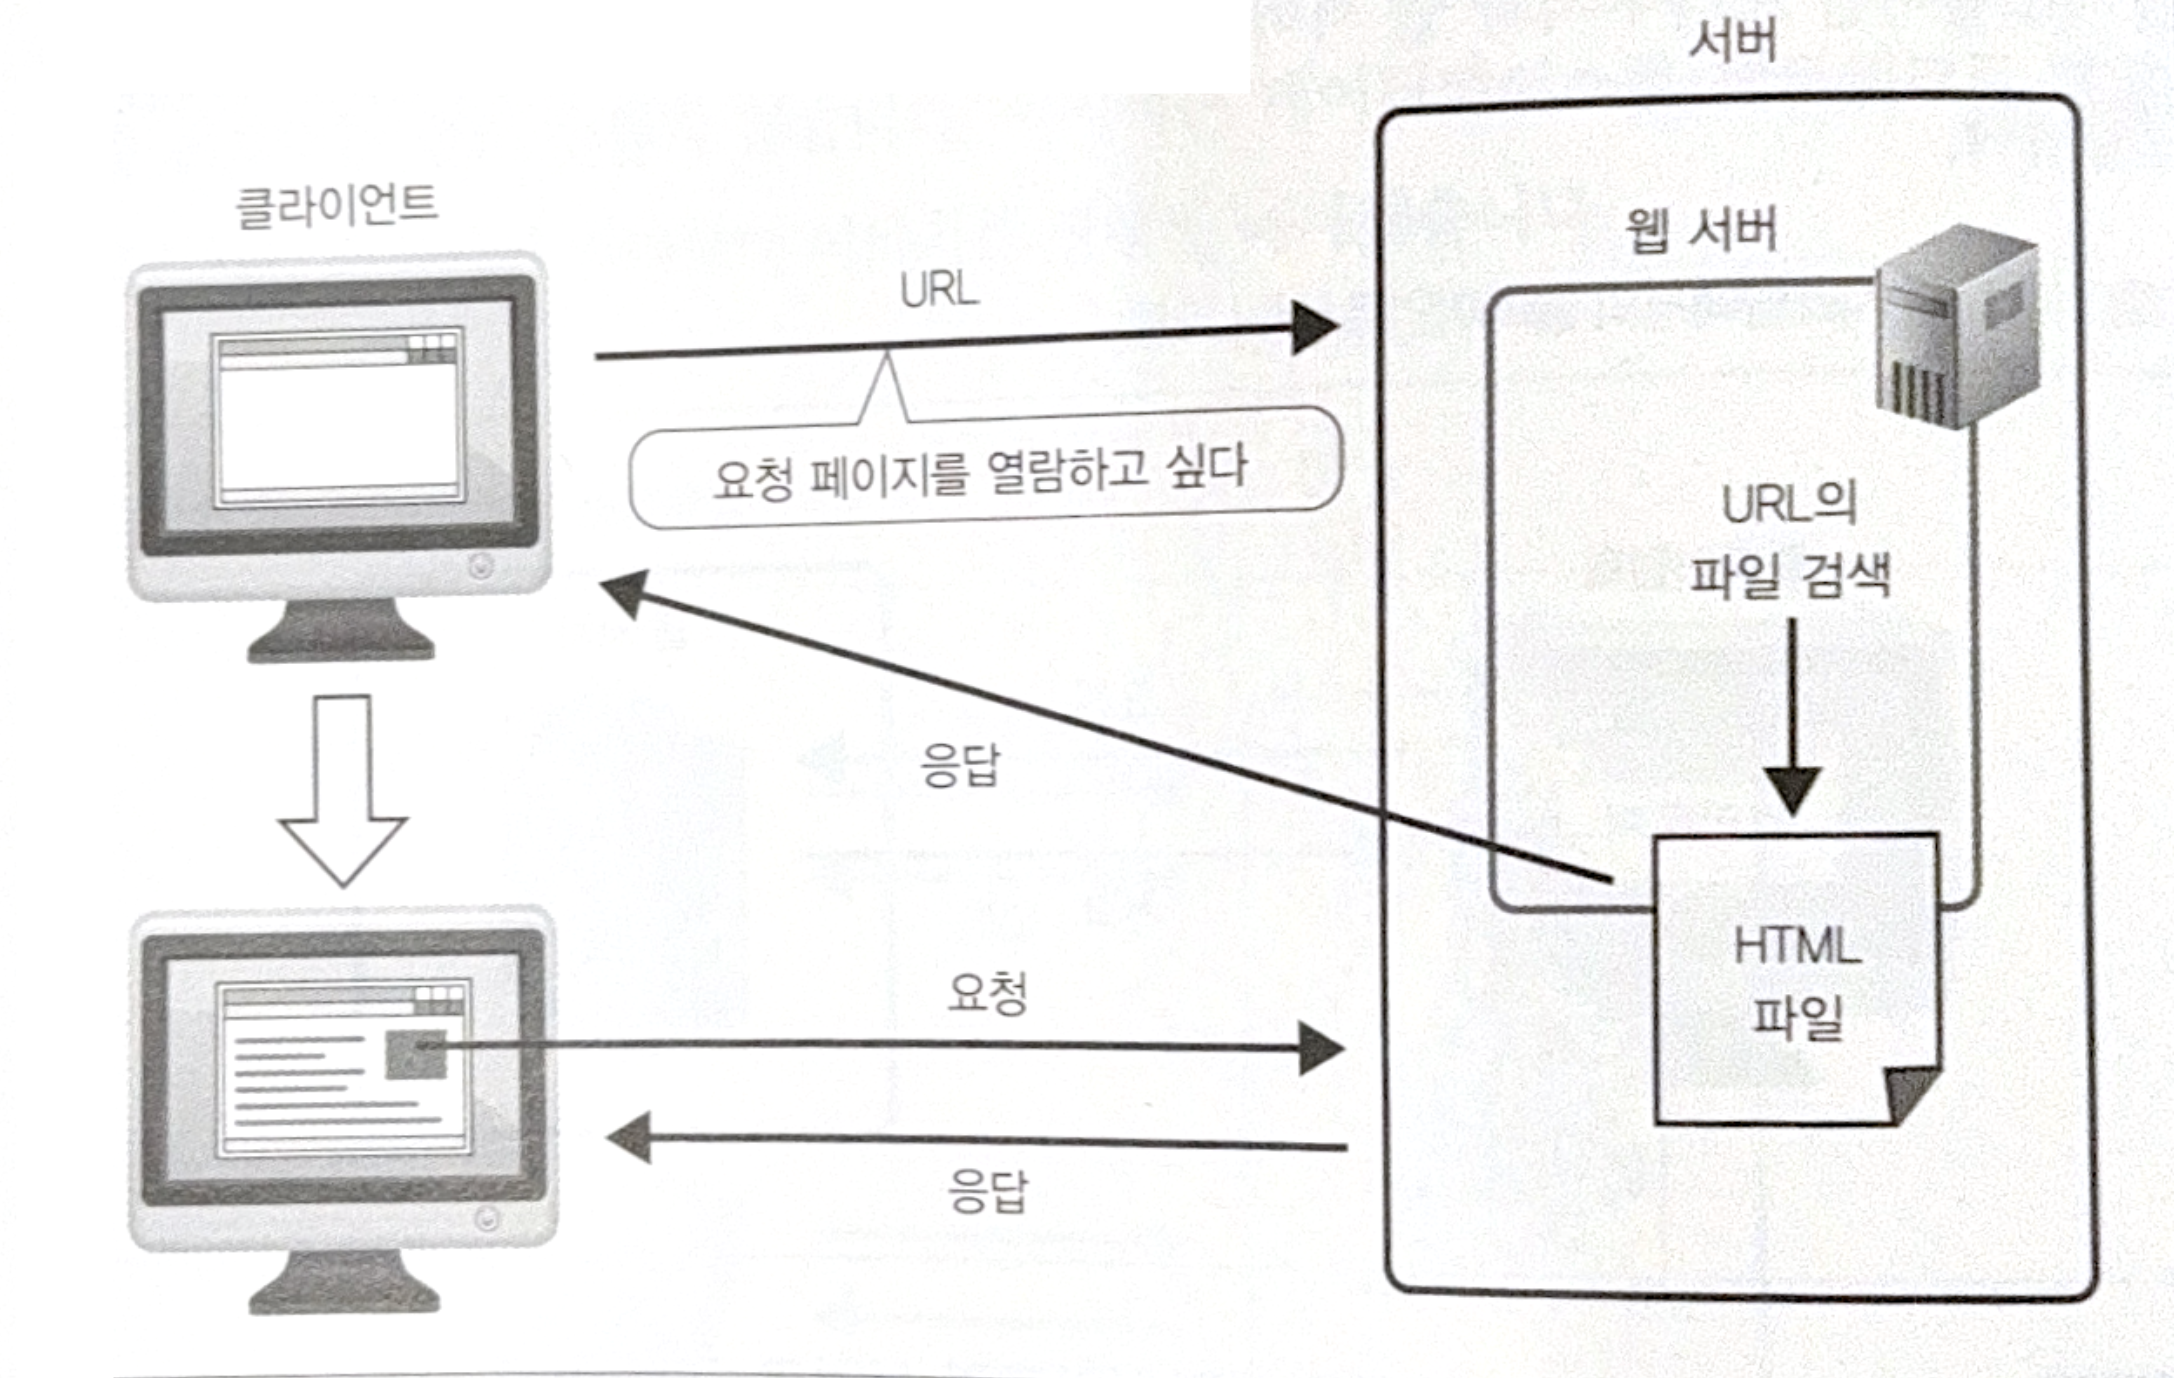 서버
클라이언트
웹 서버
URL
요청 페이지를 열람하고 싶다
URL의
파일 검색
응답
HTML
파일
요청
응답